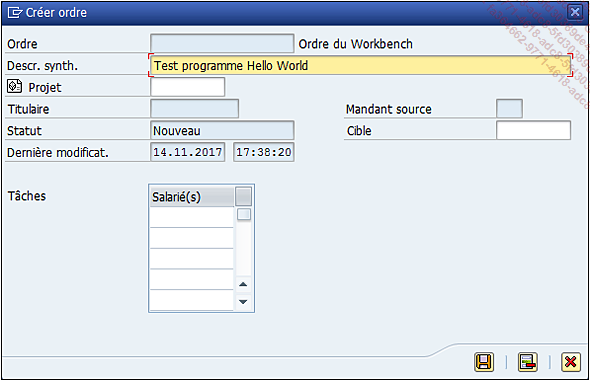 Créer ordre
Ordre Ordre du Workbench
Descr. synth. Test programme Hello World
Projet
Titulaire Mandant source
Statut Nouveau Cible
Dernière modificat. 14.11.2017 17:38:20
Tâches Salarié(s)